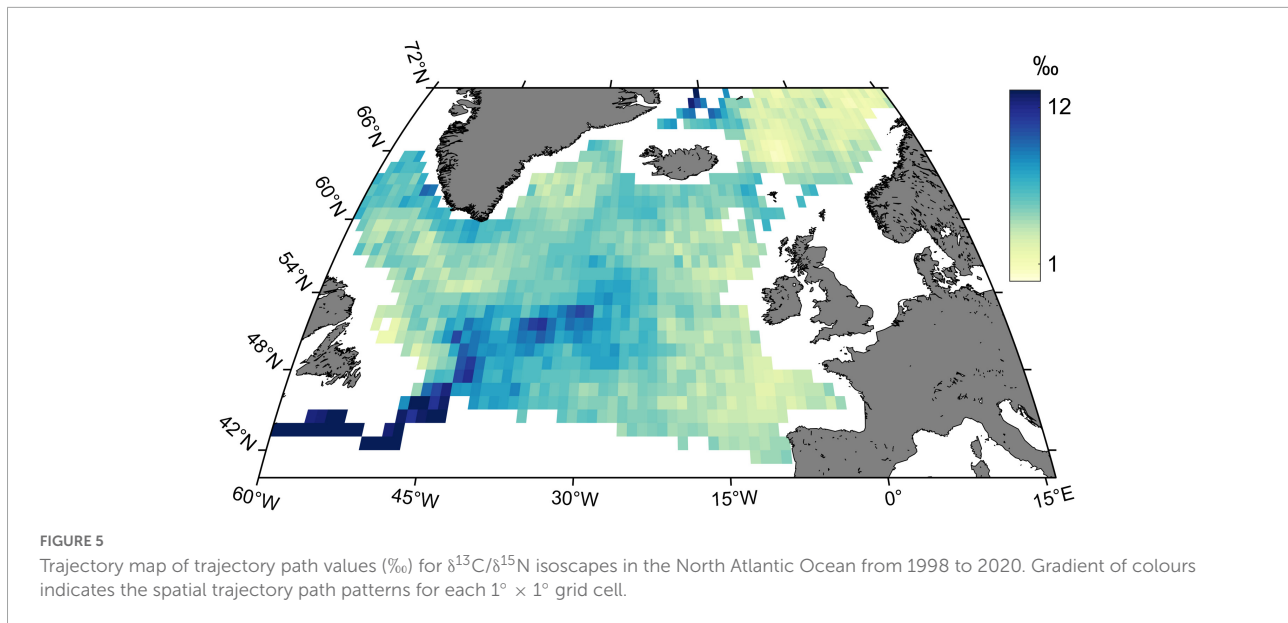 72°N
‰
12
66°N
60°N
1
54°N
48°N
42°N
60°W
45°W
30°W
15°W
0°
15°E
FIGURE 5
Trajectory map of trajectory path values (‰) for δ¹³C/δ¹⁵N isoscapes in the North Atlantic Ocean from 1998 to 2020. Gradient of colours
indicates the spatial trajectory path patterns for each 1° × 1° grid cell.